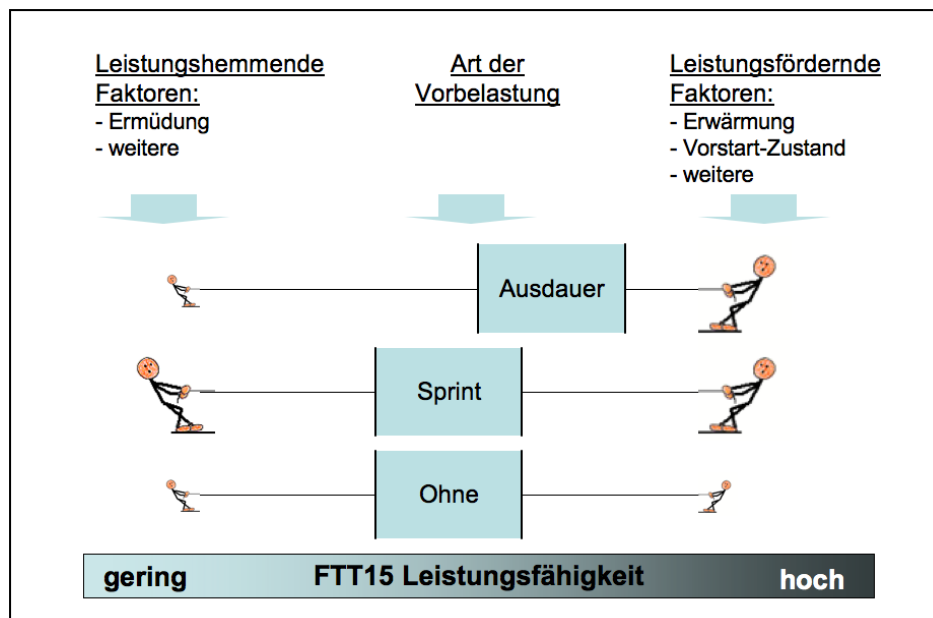 Leistungshemmende
Faktoren:
- Ermüdung
- weitere
Art der
Vorbelastung
Leistungsfördernde
Faktoren:
- Erwärmung
- Vorstart-Zustand
- weitere
Ausdauer
Sprint
Ohne
gering FTT15 Leistungsfähigkeit hoch